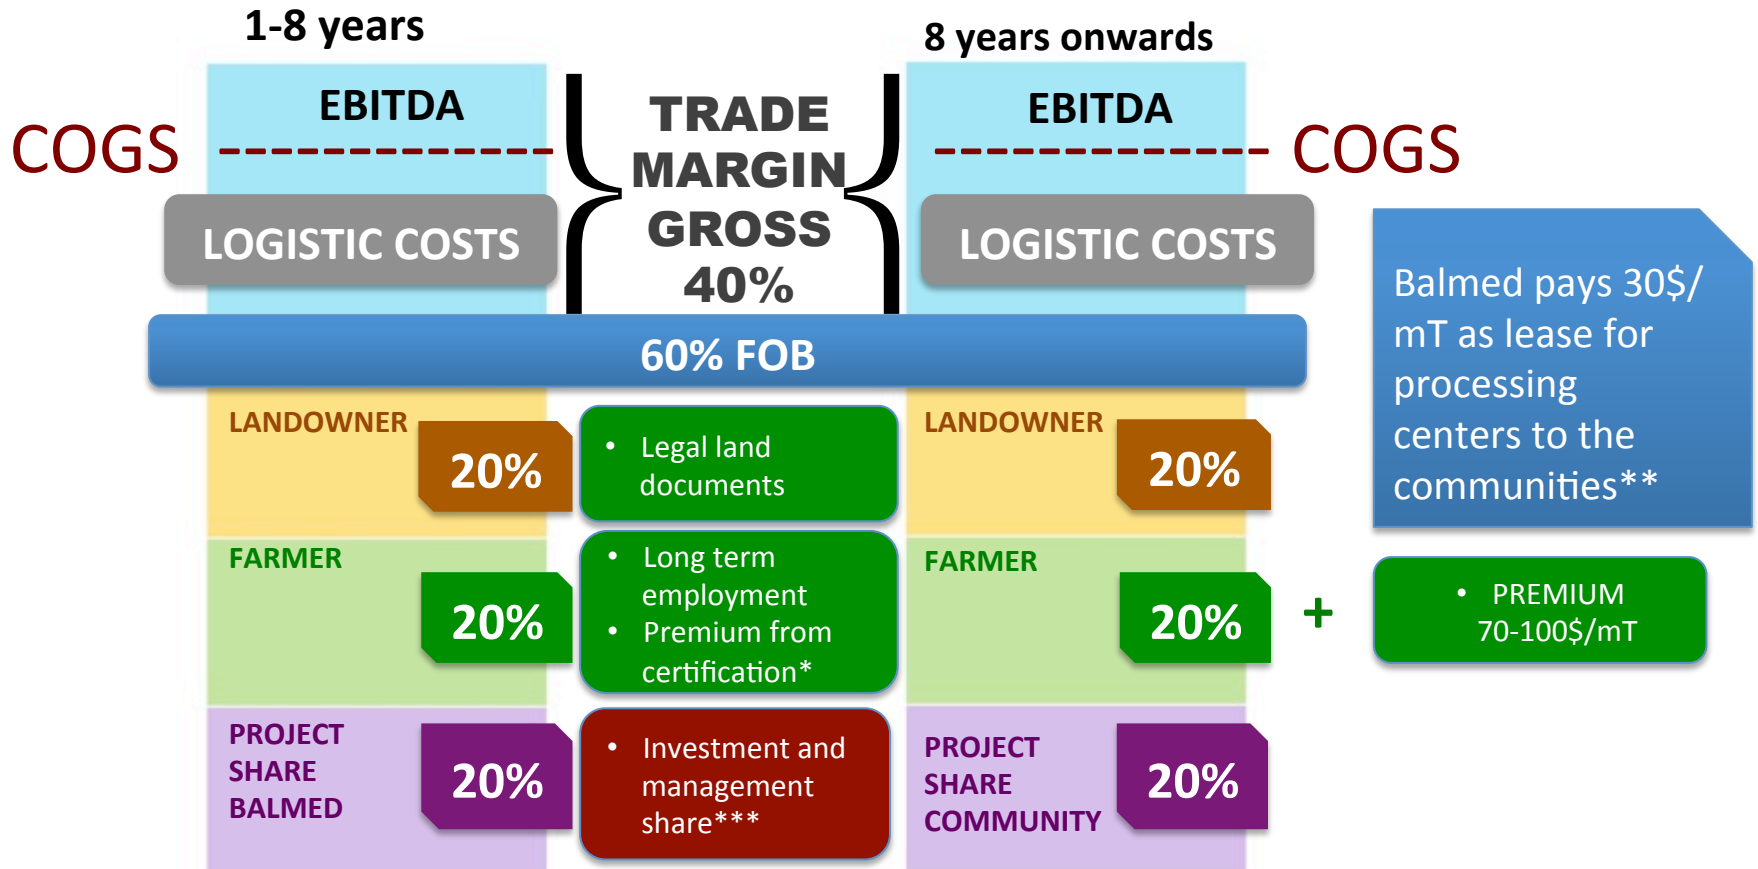 1-8 years
8 years onwards
EBITDA
TRADE
MARGIN
GROSS
40%
EBITDA
COGS
COGS
LOGISTIC COSTS
LOGISTIC COSTS
60% FOB
Balmed pays 30$/
mT as lease for
processing
centers to the
communities**
LANDOWNER
20%
• Legal land
documents
LANDOWNER
20%
FARMER
20%
• Long term
employment
• Premium from
certification*
FARMER
20%
+
• PREMIUM
70-100$/mT
PROJECT
SHARE
BALMED
20%
• Investment and
management
share***
PROJECT
SHARE
COMMUNITY
20%